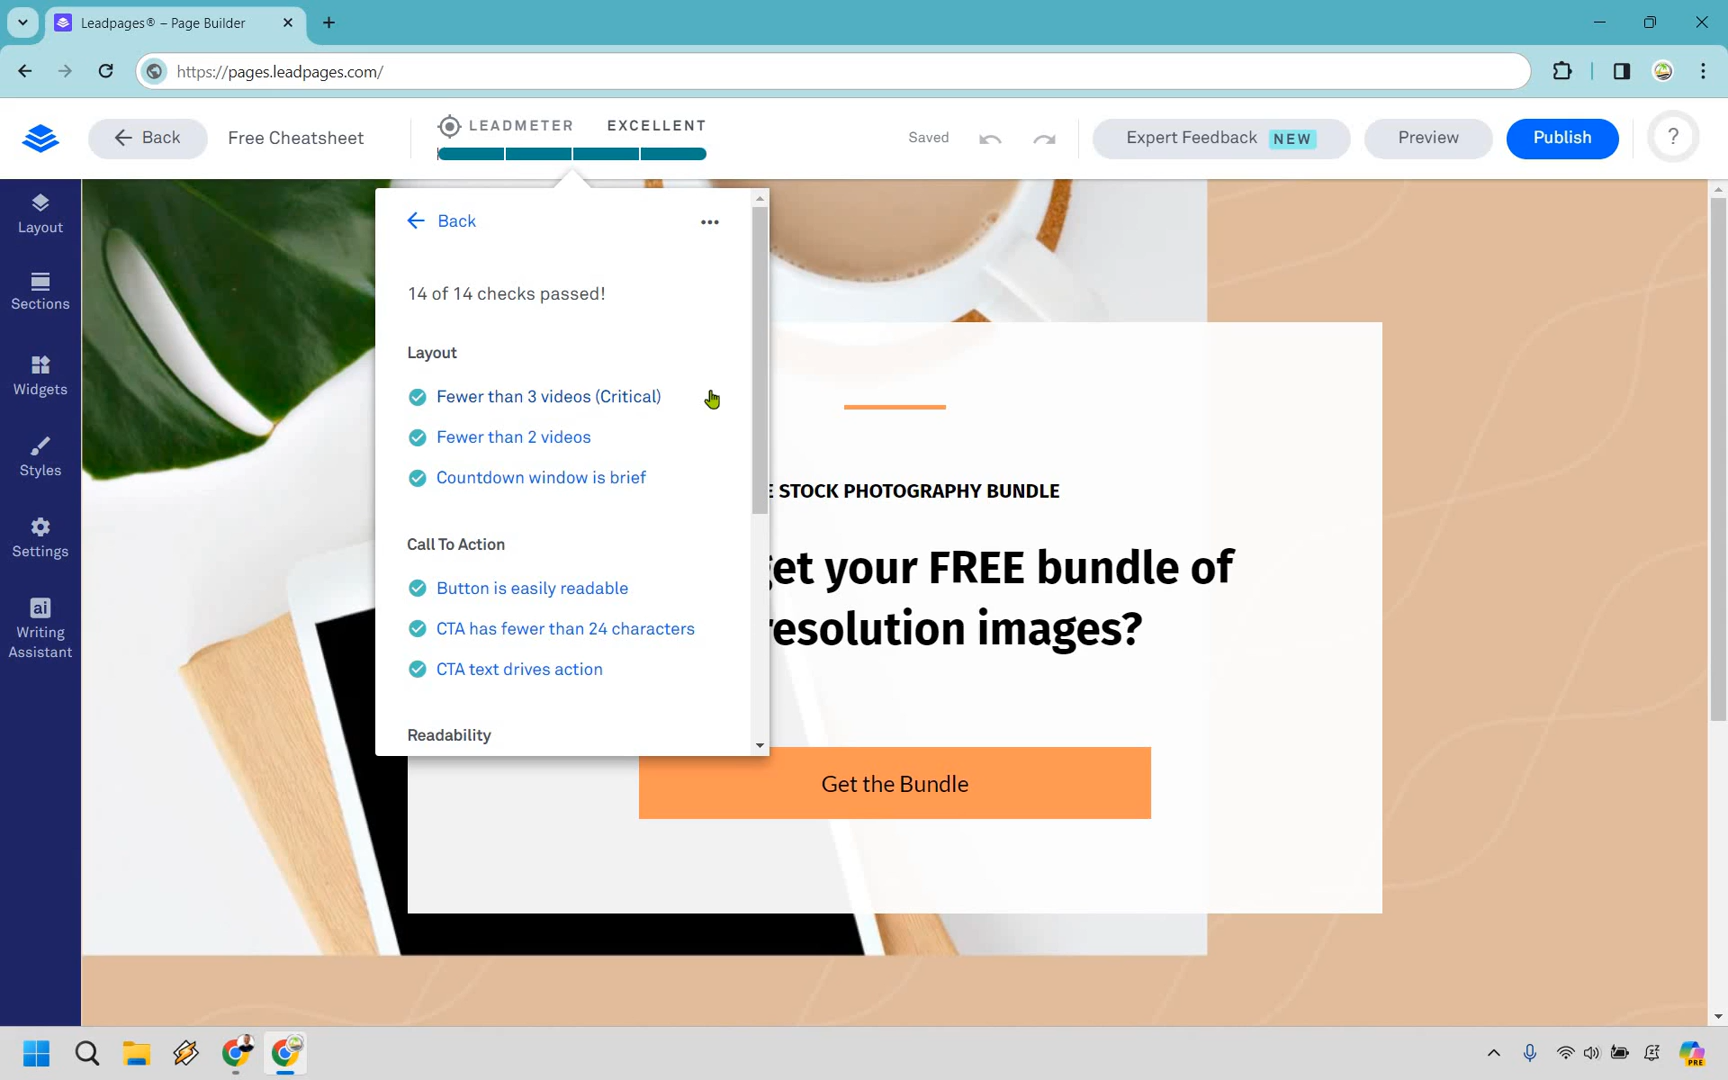 Leadpages® – Page Builder
https://pages.leadpages.com/
Back
Free Cheatsheet
LEADMETER EXCELLENT
Saved
Expert Feedback NEW
Preview
Publish
?
Layout
Sections
Widgets
Styles
Settings
ai
Writing
Assistant
Back
14 of 14 checks passed!
Layout
Fewer than 3 videos (Critical)
Fewer than 2 videos
Countdown window is brief
Call To Action
Button is easily readable
CTA has fewer than 24 characters
CTA text drives action
Readability
STOCK PHOTOGRAPHY BUNDLE
get your FREE bundle of
resolution images?
Get the Bundle
PRE